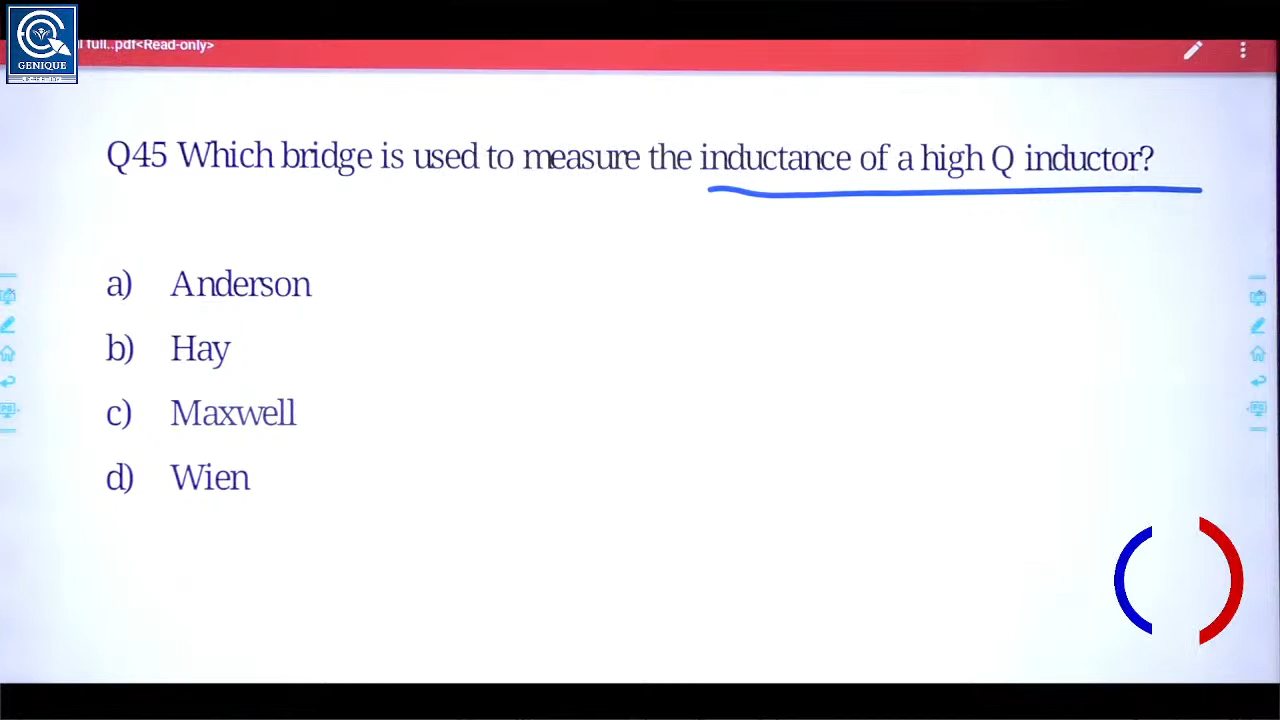 l full..pdf<Read-only>
GENIQUE
Q45 Which bridge is used to measure the inductance of a high Q inductor?
a) Anderson
b) Hay
c) Maxwell
d) Wien